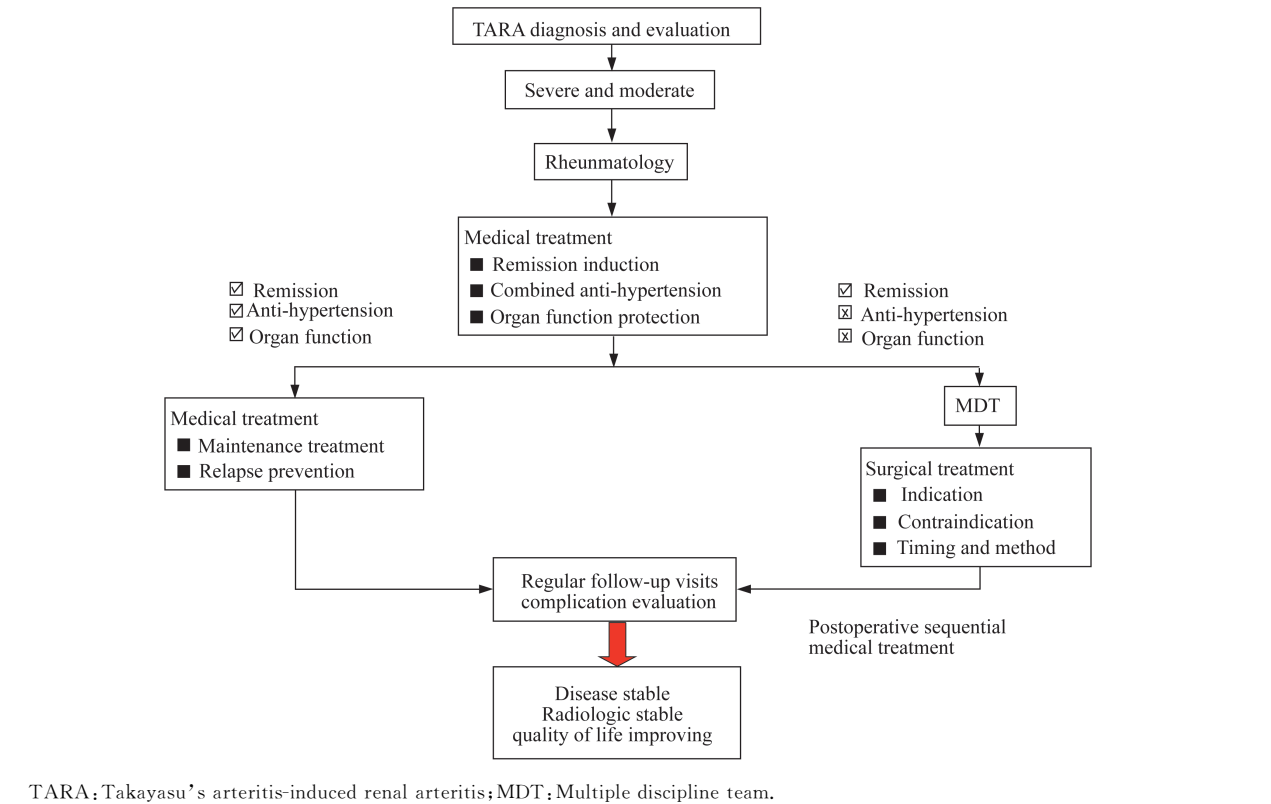 TARA diagnosis and evaluation
Severe and moderate
Rheunmatology
Medical treatment
■ Remission induction
■ Combined anti-hypertension
■ Organ function protection
☑ Remission
☑ Anti-hypertension
☑ Organ function
☑ Remission
☒ Anti-hypertension
☒ Organ function
Medical treatment
■ Maintenance treatment
■ Relapse prevention
MDT
Surgical treatment
■ Indication
■ Contraindication
■ Timing and method
Regular follow-up visits
complication evaluation
Postoperative sequential
medical treatment
Disease stable
Radiologic stable
quality of life improving
TARA:Takayasu’s arteritis-induced renal arteritis;MDT:Multiple discipline team.